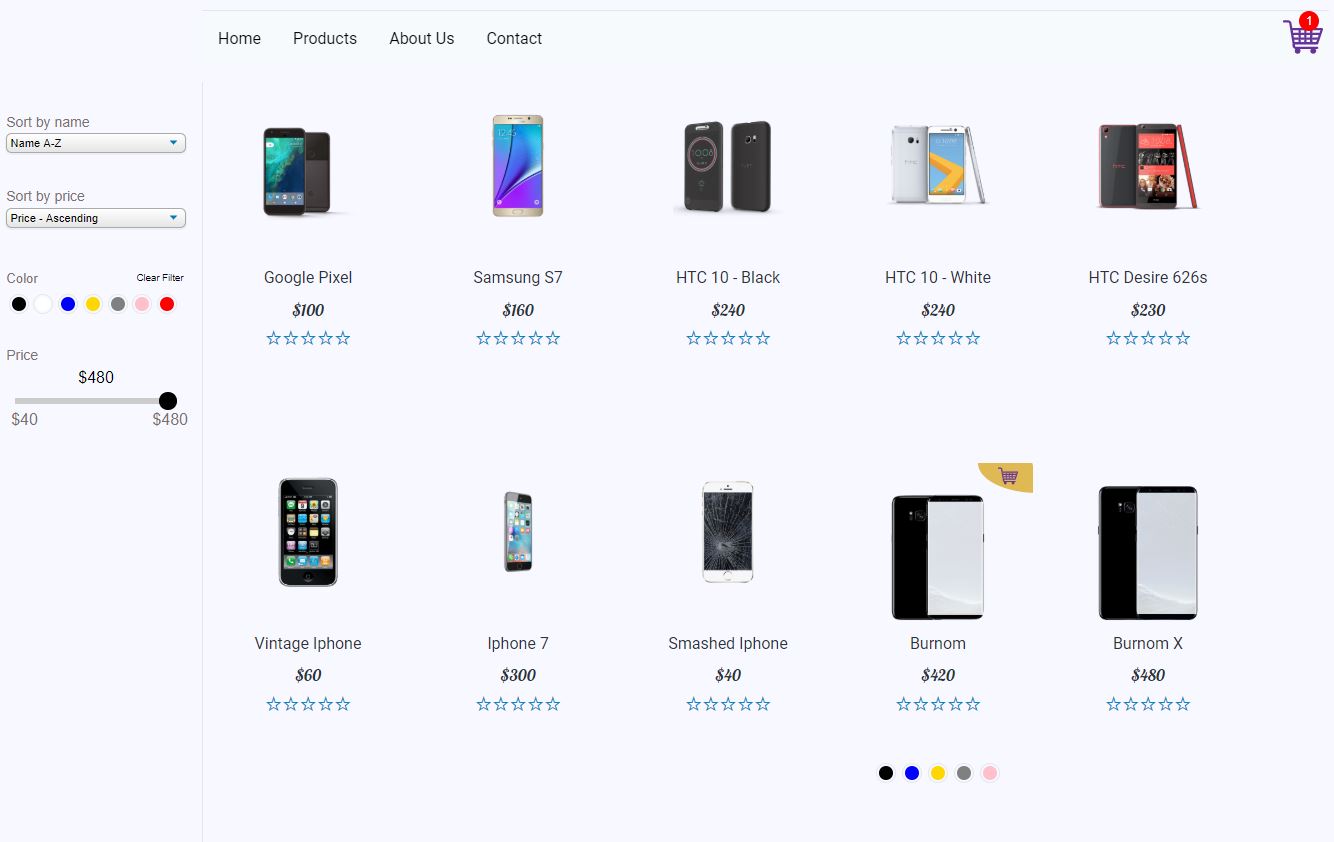 Home Products About Us Contact
1
Sort by name
Name A-Z
Sort by price
Price - Ascending
Color Clear Filter
Price
$480
$40 $480
Google Pixel Samsung S7 HTC 10 - Black HTC 10 - White HTC Desire 626s
$100 $160 $240 $240 $230
Vintage Iphone Iphone 7 Smashed Iphone Burnom Burnom X
$60 $300 $40 $420 $480